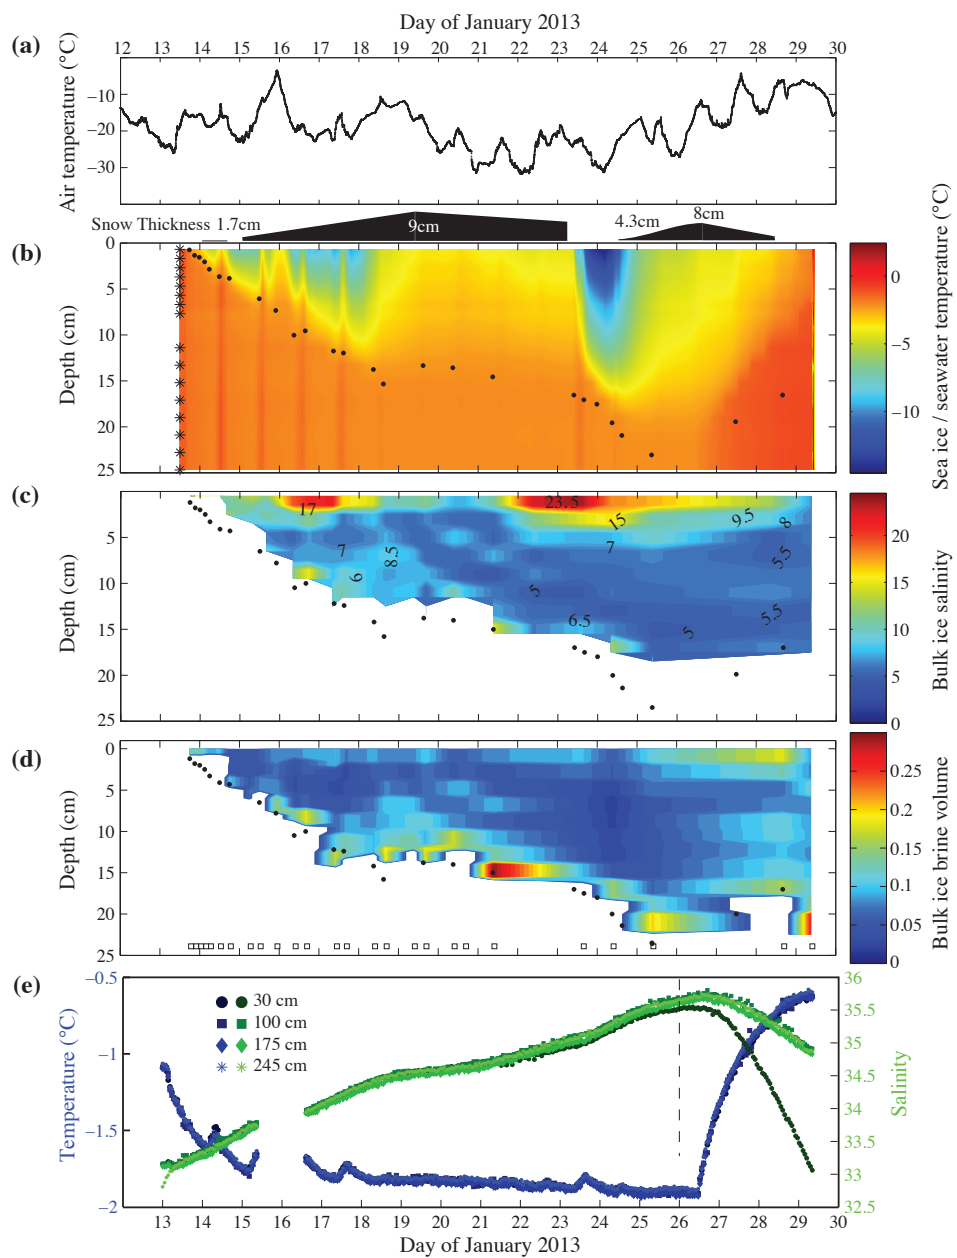 Day of January 2013
(a)
12 13 14 15 16 17 18 19 20 21 22 23 24 25 26 27 28 29 30
Air temperature (°C)
−10
−20
−30
Snow Thickness 1.7cm
9cm
4.3cm
8cm
(b)
Depth (cm)
0
5
10
15
20
25
Sea ice / seawater temperature (°C)
0
−5
−10
(c)
Depth (cm)
5
10
15
20
25
17
23.5
15
9.5
8
7
8.5
6
7
5.5
5
6.5
5
5.5
Bulk ice salinity
20
15
10
5
0
(d)
Depth (cm)
0
5
10
15
20
25
Bulk ice brine volume
0.25
0.2
0.15
0.1
0.05
0
(e)
Temperature (°C)
−0.5
−1
−1.5
−2
30 cm
100 cm
175 cm
245 cm
Salinity
36
35.5
35
34.5
34
33.5
33
32.5
13 14 15 16 17 18 19 20 21 22 23 24 25 26 27 28 29 30
Day of January 2013